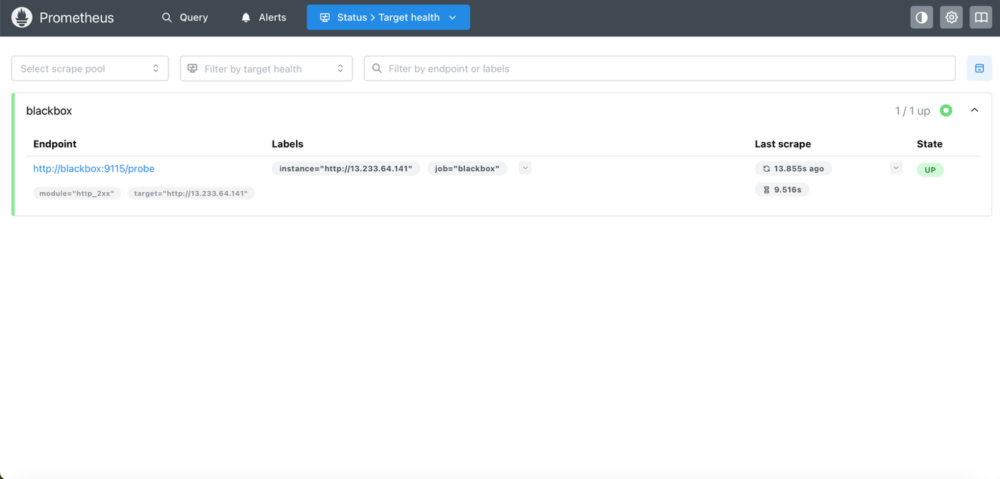 Prometheus Query Alerts Status > Target health
Select scrape pool Filter by target health Filter by endpoint or labels
blackbox 1 / 1 up
Endpoint Labels Last scrape State
http://blackbox:9115/probe instance="http://13.233.64.141" job="blackbox" 13.855s ago UP
module="http_2xx" target="http://13.233.64.141" 9.516s